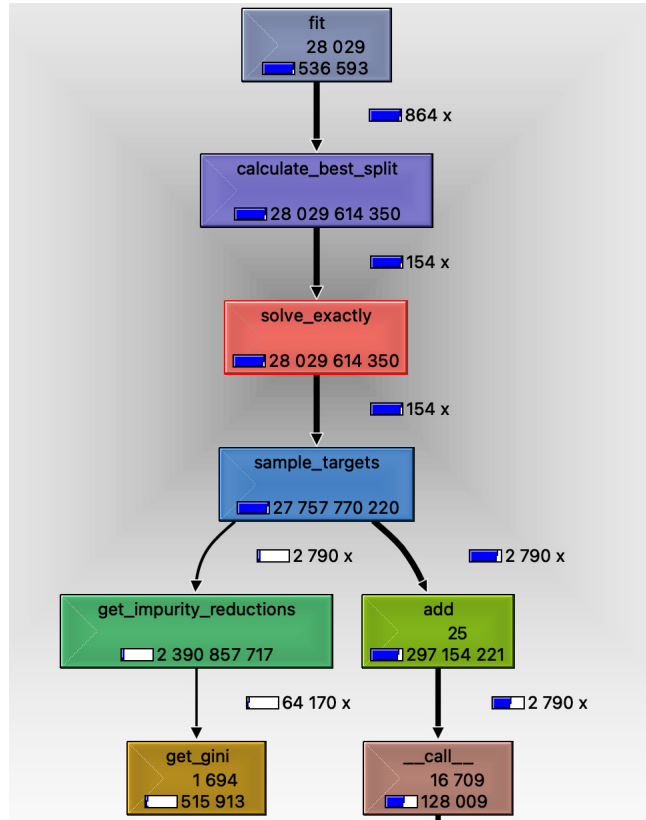 fit
28 029
536 593
864 x
calculate_best_split
28 029 614 350
154 x
solve_exactly
28 029 614 350
154 x
sample_targets
27 757 770 220
2 790 x
2 790 x
get_impurity_reductions
2 390 857 717
add
25
297 154 221
64 170 x
2 790 x
get_gini
1 694
515 913
__call__
16 709
128 009